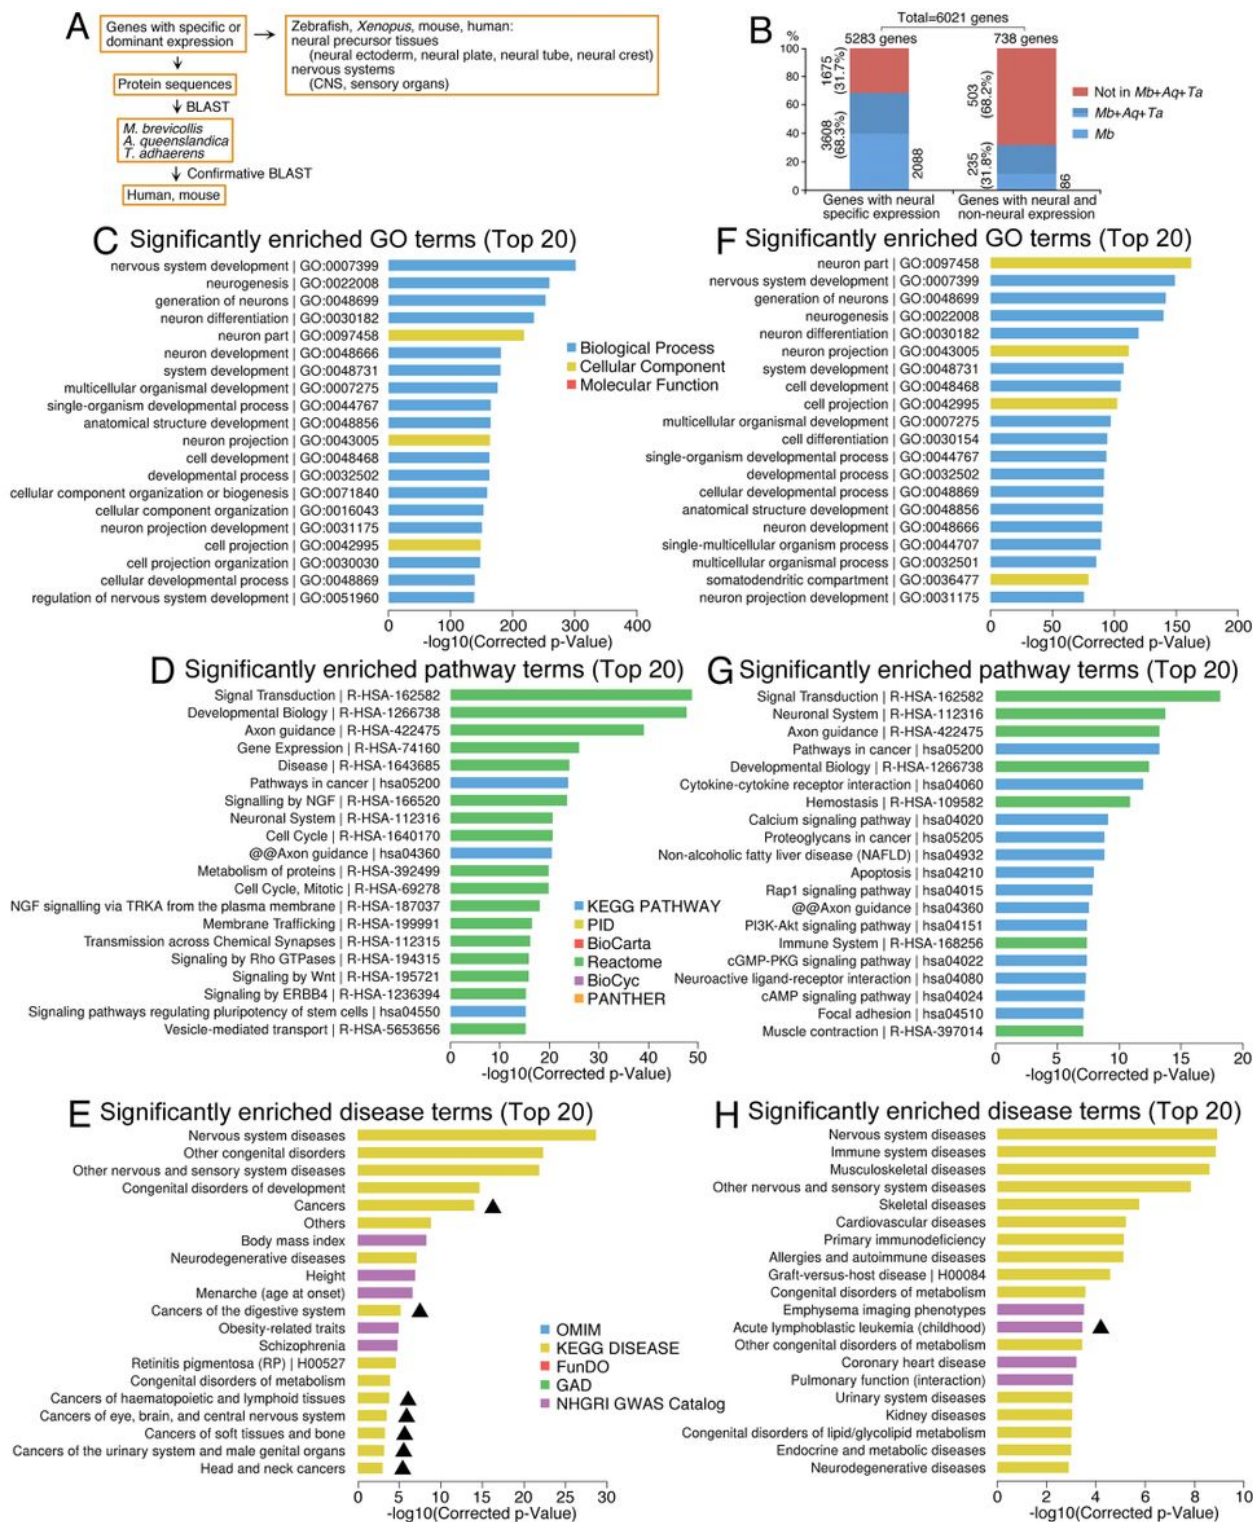 A
Genes with specific or
dominant expression
Zebrafish, Xenopus, mouse, human:
neural precursor tissues
(neural ectoderm, neural plate, neural tube, neural crest)
nervous systems
(CNS, sensory organs)
Protein sequences
BLAST
M. brevicollis
A. queenslandica
T. adhaerens
Confirmative BLAST
Human, mouse
B
Total=6021 genes
5283 genes
738 genes
%
100
80
60
40
20
0
1675
(31.7%)
3608
(68.3%)
2088
503
(68.2%)
235
(31.8%)
86
Not in Mb+Aq+Ta
Mb+Aq+Ta
Mb
Genes with neural
specific expression
Genes with neural and
non-neural expression
C Significantly enriched GO terms (Top 20)
nervous system development | GO:0007399
neurogenesis | GO:0022008
generation of neurons | GO:0048699
neuron differentiation | GO:0030182
neuron part | GO:0097458
neuron development | GO:0048666
system development | GO:0048731
multicellular organismal development | GO:0007275
single-organism developmental process | GO:0044767
anatomical structure development | GO:0048856
neuron projection | GO:0043005
cell development | GO:0048468
developmental process | GO:0032502
cellular component organization or biogenesis | GO:0071840
cellular component organization | GO:0016043
neuron projection development | GO:0031175
cell projection | GO:0042995
cell projection organization | GO:0030030
cellular developmental process | GO:0048869
regulation of nervous system development | GO:0051960
0 100 200 300 400
-log10(Corrected p-Value)
Biological Process
Cellular Component
Molecular Function
F Significantly enriched GO terms (Top 20)
neuron part | GO:0097458
nervous system development | GO:0007399
generation of neurons | GO:0048699
neurogenesis | GO:0022008
neuron differentiation | GO:0030182
neuron projection | GO:0043005
system development | GO:0048731
cell development | GO:0048468
cell projection | GO:0042995
multicellular organismal development | GO:0007275
cell differentiation | GO:0030154
single-organism developmental process | GO:0044767
developmental process | GO:0032502
cellular developmental process | GO:0048869
anatomical structure development | GO:0048856
neuron development | GO:0048666
single-multicellular organism process | GO:0044707
multicellular organismal process | GO:0032501
somatodendritic compartment | GO:0036477
neuron projection development | GO:0031175
0 50 100 150 200
-log10(Corrected p-Value)
D Significantly enriched pathway terms (Top 20)
Signal Transduction | R-HSA-162582
Developmental Biology | R-HSA-1266738
Axon guidance | R-HSA-422475
Gene Expression | R-HSA-74160
Disease | R-HSA-1643685
Pathways in cancer | hsa05200
Signalling by NGF | R-HSA-166520
Neuronal System | R-HSA-112316
Cell Cycle | R-HSA-1640170
@@Axon guidance | hsa04360
Metabolism of proteins | R-HSA-392499
Cell Cycle, Mitotic | R-HSA-69278
NGF signalling via TRKA from the plasma membrane | R-HSA-187037
Membrane Trafficking | R-HSA-199991
Transmission across Chemical Synapses | R-HSA-112315
Signaling by Rho GTPases | R-HSA-194315
Signaling by Wnt | R-HSA-195721
Signaling by ERBB4 | R-HSA-1236394
Signaling pathways regulating pluripotency of stem cells | hsa04550
Vesicle-mediated transport | R-HSA-5653656
0 10 20 30 40 50
-log10(Corrected p-Value)
KEGG PATHWAY
PID
BioCarta
Reactome
BioCyc
PANTHER
G Significantly enriched pathway terms (Top 20)
Signal Transduction | R-HSA-162582
Neuronal System | R-HSA-112316
Axon guidance | R-HSA-422475
Pathways in cancer | hsa05200
Developmental Biology | R-HSA-1266738
Cytokine-cytokine receptor interaction | hsa04060
Hemostasis | R-HSA-109582
Calcium signaling pathway | hsa04020
Proteoglycans in cancer | hsa05205
Non-alcoholic fatty liver disease (NAFLD) | hsa04932
Apoptosis | hsa04210
Rap1 signaling pathway | hsa04015
@@Axon guidance | hsa04360
PI3K-Akt signaling pathway | hsa04151
Immune System | R-HSA-168256
cGMP-PKG signaling pathway | hsa04022
Neuroactive ligand-receptor interaction | hsa04080
cAMP signaling pathway | hsa04024
Focal adhesion | hsa04510
Muscle contraction | R-HSA-397014
0 5 10 15 20
-log10(Corrected p-Value)
E Significantly enriched disease terms (Top 20)
Nervous system diseases
Other congenital disorders
Other nervous and sensory system diseases
Congenital disorders of development
Cancers
Others
Body mass index
Neurodegenerative diseases
Height
Menarche (age at onset)
Cancers of the digestive system
Obesity-related traits
Schizophrenia
Retinitis pigmentosa (RP) | H00527
Congenital disorders of metabolism
Cancers of haematopoietic and lymphoid tissues
Cancers of eye, brain, and central nervous system
Cancers of soft tissues and bone
Cancers of the urinary system and male genital organs
Head and neck cancers
0 5 10 15 20 25 30
-log10(Corrected p-Value)
OMIM
KEGG DISEASE
FunDO
GAD
NHGRI GWAS Catalog
H Significantly enriched disease terms (Top 20)
Nervous system diseases
Immune system diseases
Musculoskeletal diseases
Other nervous and sensory system diseases
Skeletal diseases
Cardiovascular diseases
Primary immunodeficiency
Allergies and autoimmune diseases
Graft-versus-host disease | H00084
Congenital disorders of metabolism
Emphysema imaging phenotypes
Acute lymphoblastic leukemia (childhood)
Other congenital disorders of metabolism
Coronary heart disease
Pulmonary function (interaction)
Urinary system diseases
Kidney diseases
Congenital disorders of lipid/glycolipid metabolism
Endocrine and metabolic diseases
Neurodegenerative diseases
0 2 4 6 8 10
-log10(Corrected p-Value)